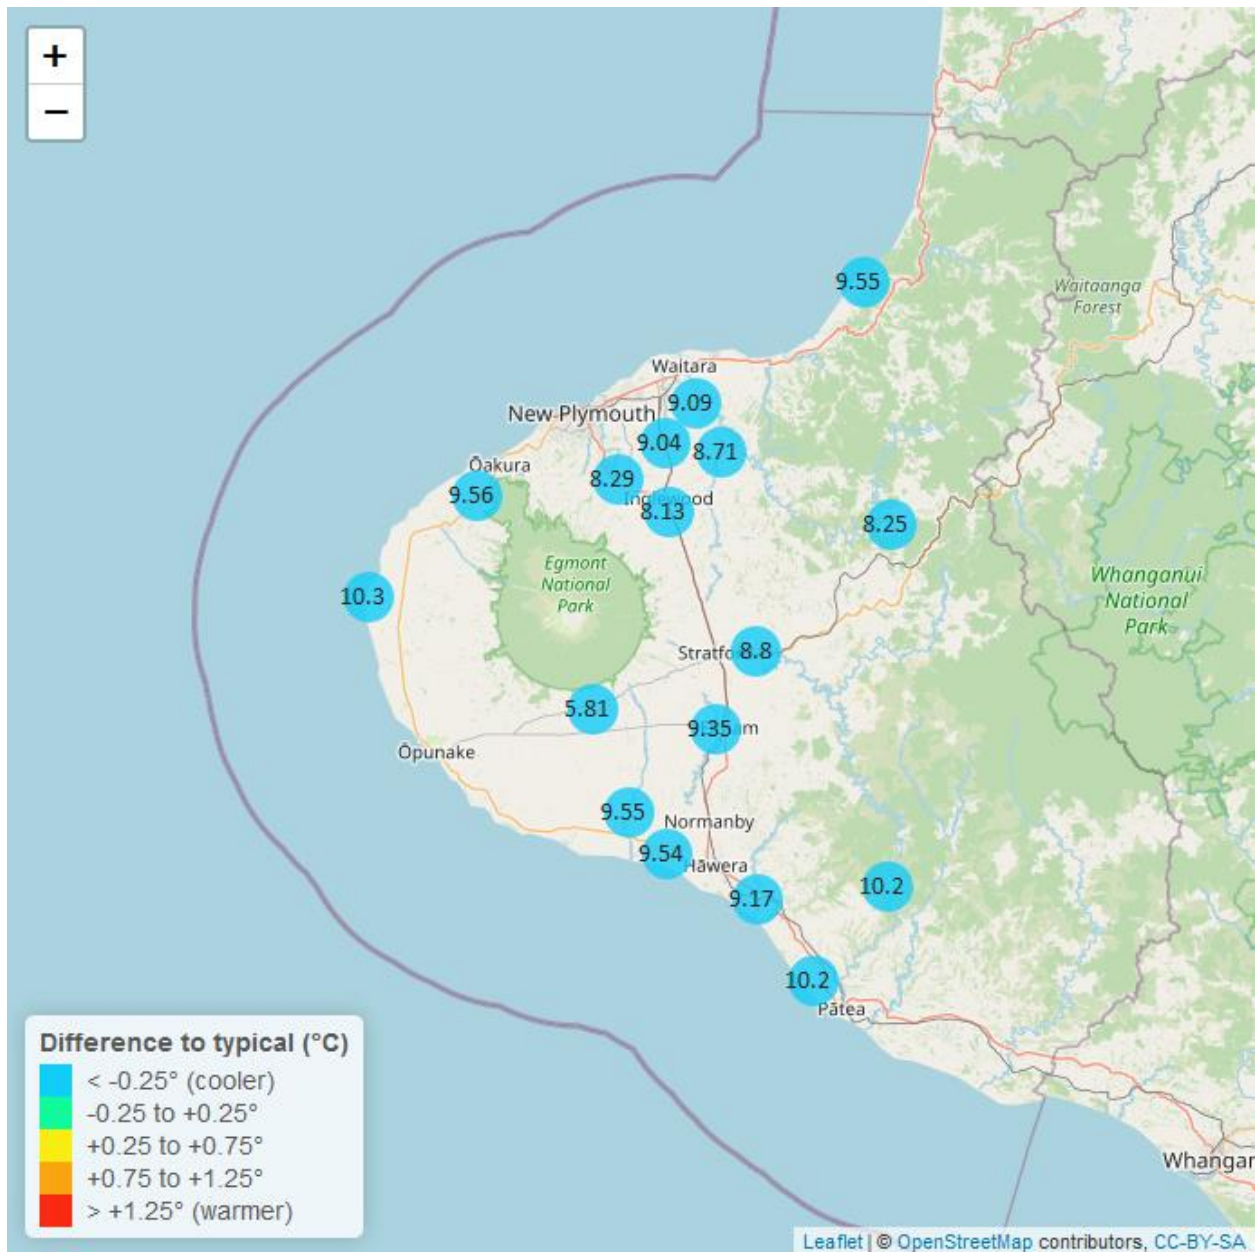 +
−
9.55
Waitaanga
Forest
Waitara
9.09
New Plymouth
9.04
8.71
Ōakura
8.29
9.56
Inglewood
8.13
8.25
Egmont
National
Park
Whanganui
National
Park
10.3
Stratfo
8.8
5.81
9.35
am
Ōpunake
9.55
Normanby
9.54
Hāwera
9.17
10.2
10.2
Pātea
Difference to typical (°C)
< -0.25° (cooler)
-0.25 to +0.25°
+0.25 to +0.75°
+0.75 to +1.25°
> +1.25° (warmer)
Whangar
Leaflet | © OpenStreetMap contributors, CC-BY-SA